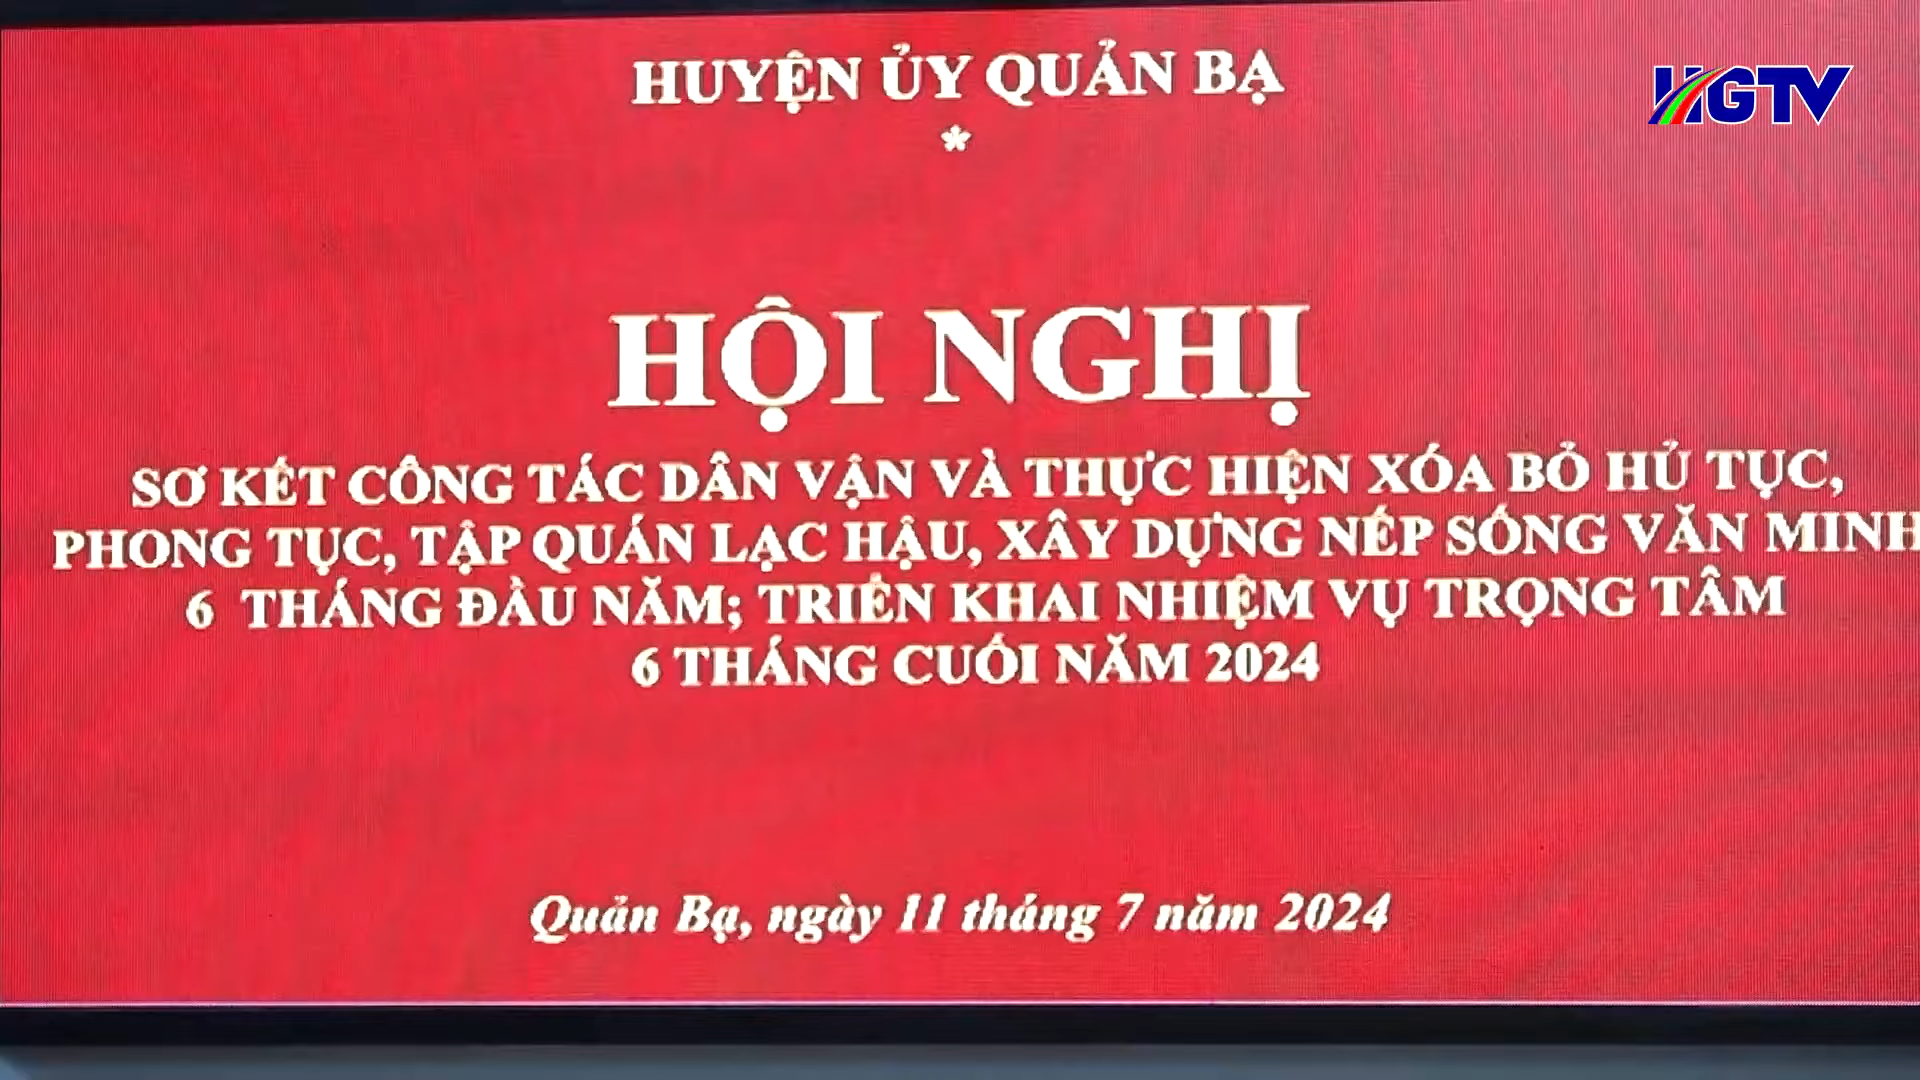 HUYỆN ỦY QUẢN BẠ
*
HGTV
HỘI NGHỊ
SƠ KẾT CÔNG TÁC DÂN VẬN VÀ THỰC HIỆN XÓA BỎ HỦ TỤC,
PHONG TỤC, TẬP QUÁN LẠC HẬU, XÂY DỰNG NẾP SỐNG VĂN MINH
6 THÁNG ĐẦU NĂM; TRIỂN KHAI NHIỆM VỤ TRỌNG TÂM
6 THÁNG CUỐI NĂM 2024
Quản Bạ, ngày 11 tháng 7 năm 2024